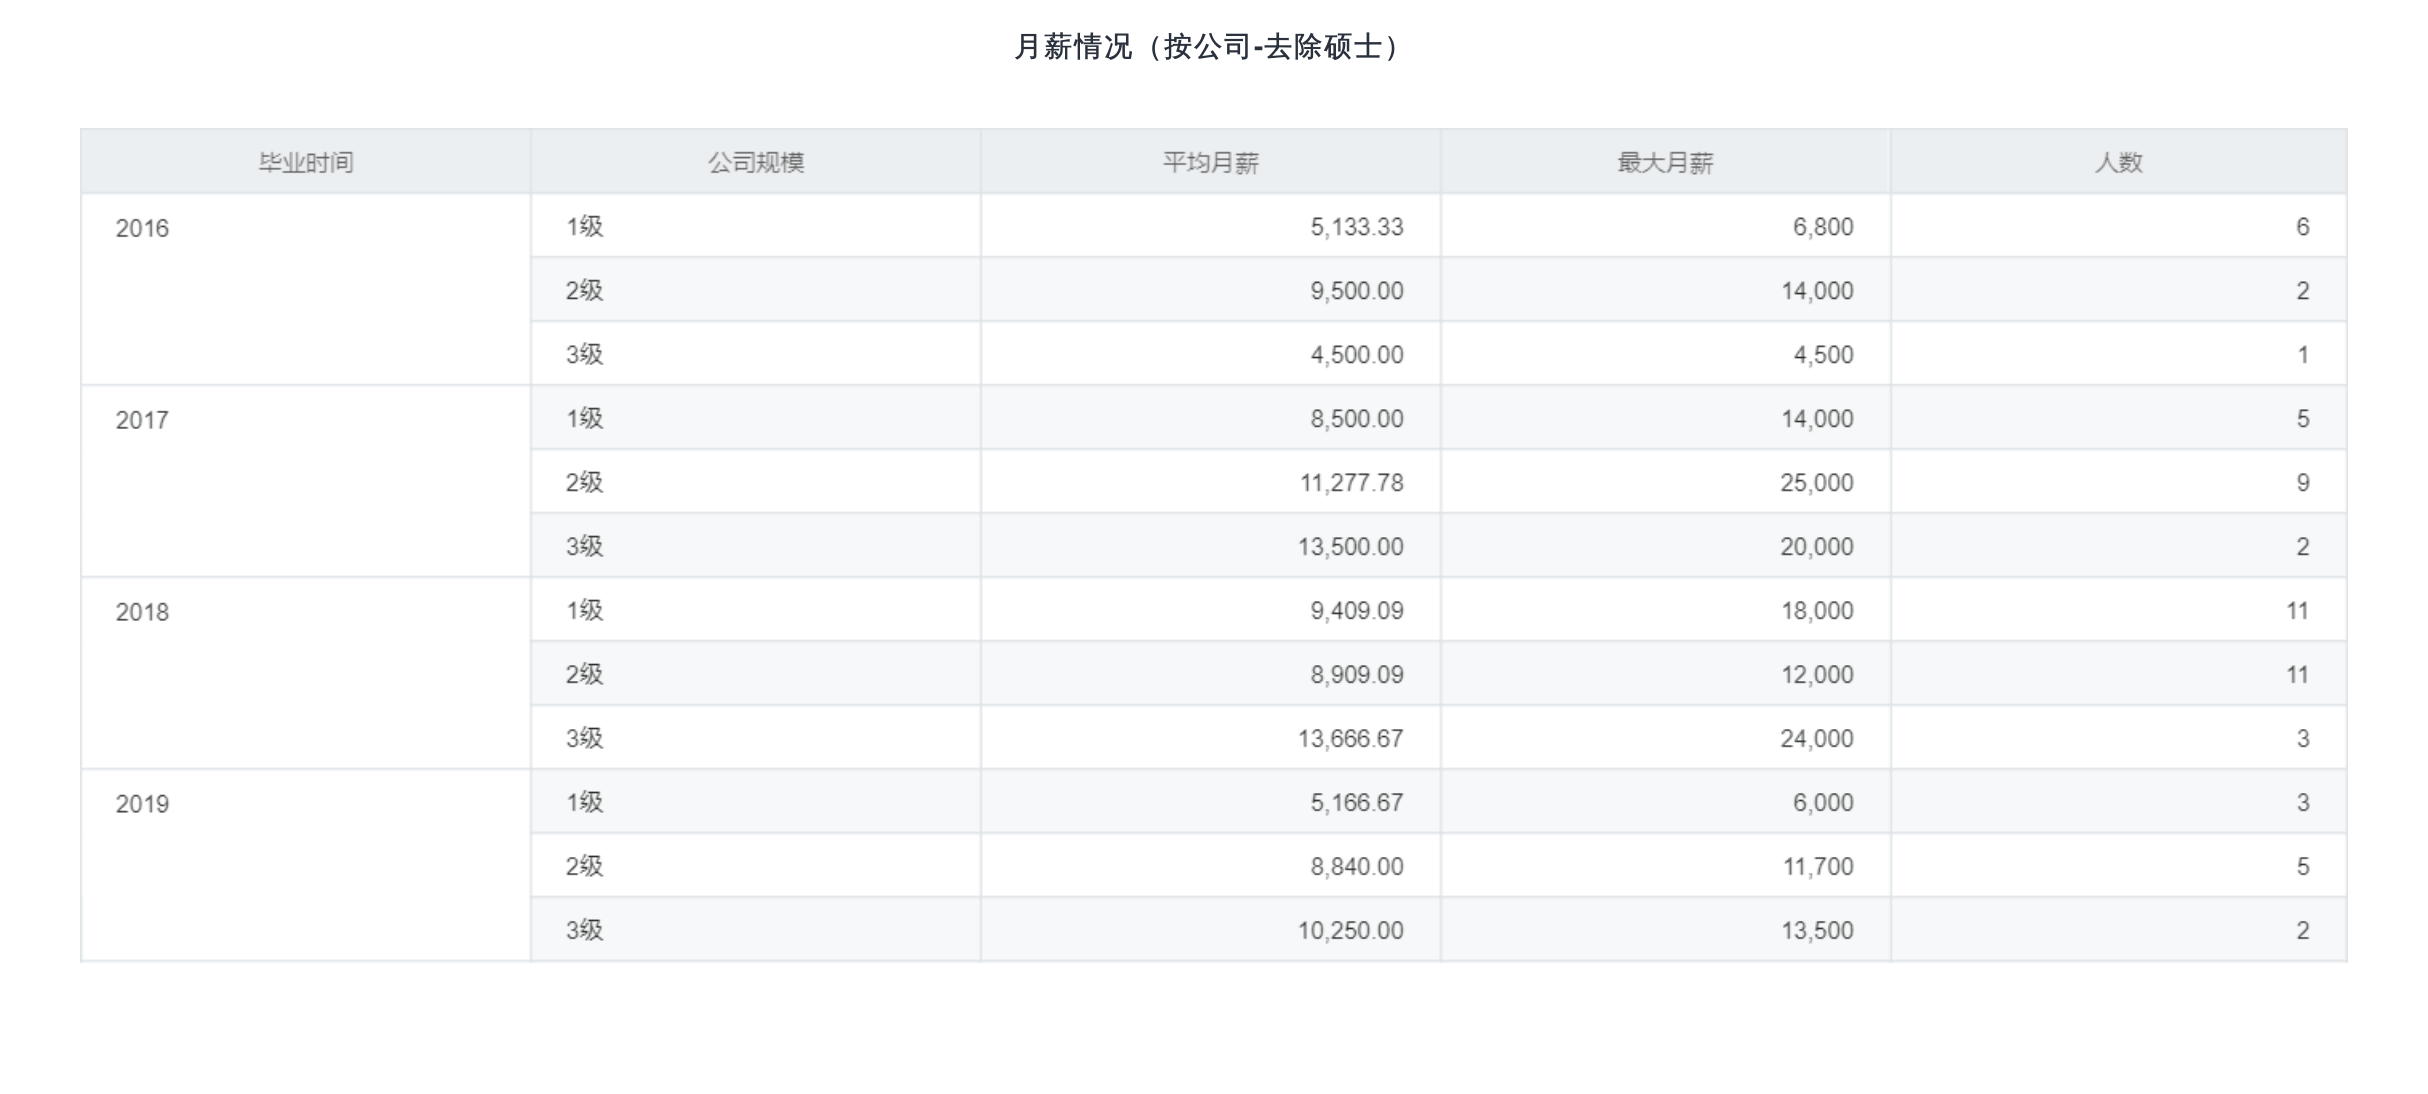 月薪情况（按公司-去除硕士）
毕业时间 公司规模 平均月薪 最大月薪 人数
2016 1级 5,133.33 6,800 6
2级 9,500.00 14,000 2
3级 4,500.00 4,500 1
2017 1级 8,500.00 14,000 5
2级 11,277.78 25,000 9
3级 13,500.00 20,000 2
2018 1级 9,409.09 18,000 11
2级 8,909.09 12,000 11
3级 13,666.67 24,000 3
2019 1级 5,166.67 6,000 3
2级 8,840.00 11,700 5
3级 10,250.00 13,500 2